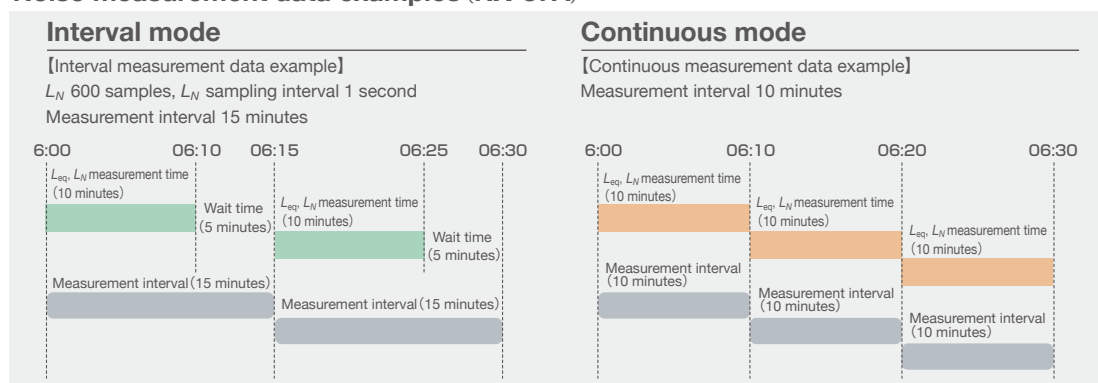 Interval mode
【Interval measurement data example】
LN 600 samples, LN sampling interval 1 second
Measurement interval 15 minutes
6:00 06:10 06:15 06:25 06:30
Leq, LN measurement time
(10 minutes)
Wait time
(5 minutes)
Leq, LN measurement time
(10 minutes)
Wait time
(5 minutes)
Measurement interval (15 minutes)
Measurement interval (15 minutes)
Continuous mode
【Continuous measurement data example】
Measurement interval 10 minutes
6:00 06:10 06:20 06:30
Leq, LN measurement time
(10 minutes)
Leq, LN measurement time
(10 minutes)
Leq, LN measurement time
(10 minutes)
Measurement interval
(10 minutes)
Measurement interval
(10 minutes)
Measurement interval
(10 minutes)